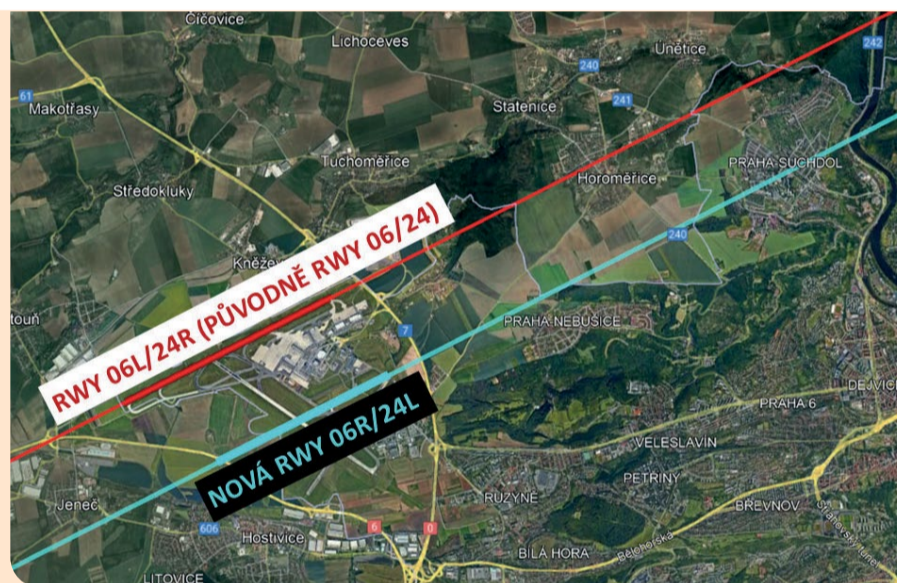 Čičovice
Lichoceves
Únětice
242
240
61
Makotřasy
241
Statenice
Tuchoměřice
PRAHA SUCHDOL
Středokluky
Horoměřice
RWY 06L/24R (PŮVODNĚ RWY 06/24)
240
7
PRAHA NEBUŠICE
DEJVICE
PRAHA 6
NOVÁ RWY 06R/24L
VELESLAVÍN
PETŘINY
Jeneč
RUZYNĚ
BŘEVNOV
606
6
0
Hostivice
BÍLÁ HORA
Bělohorská
LITOVICE